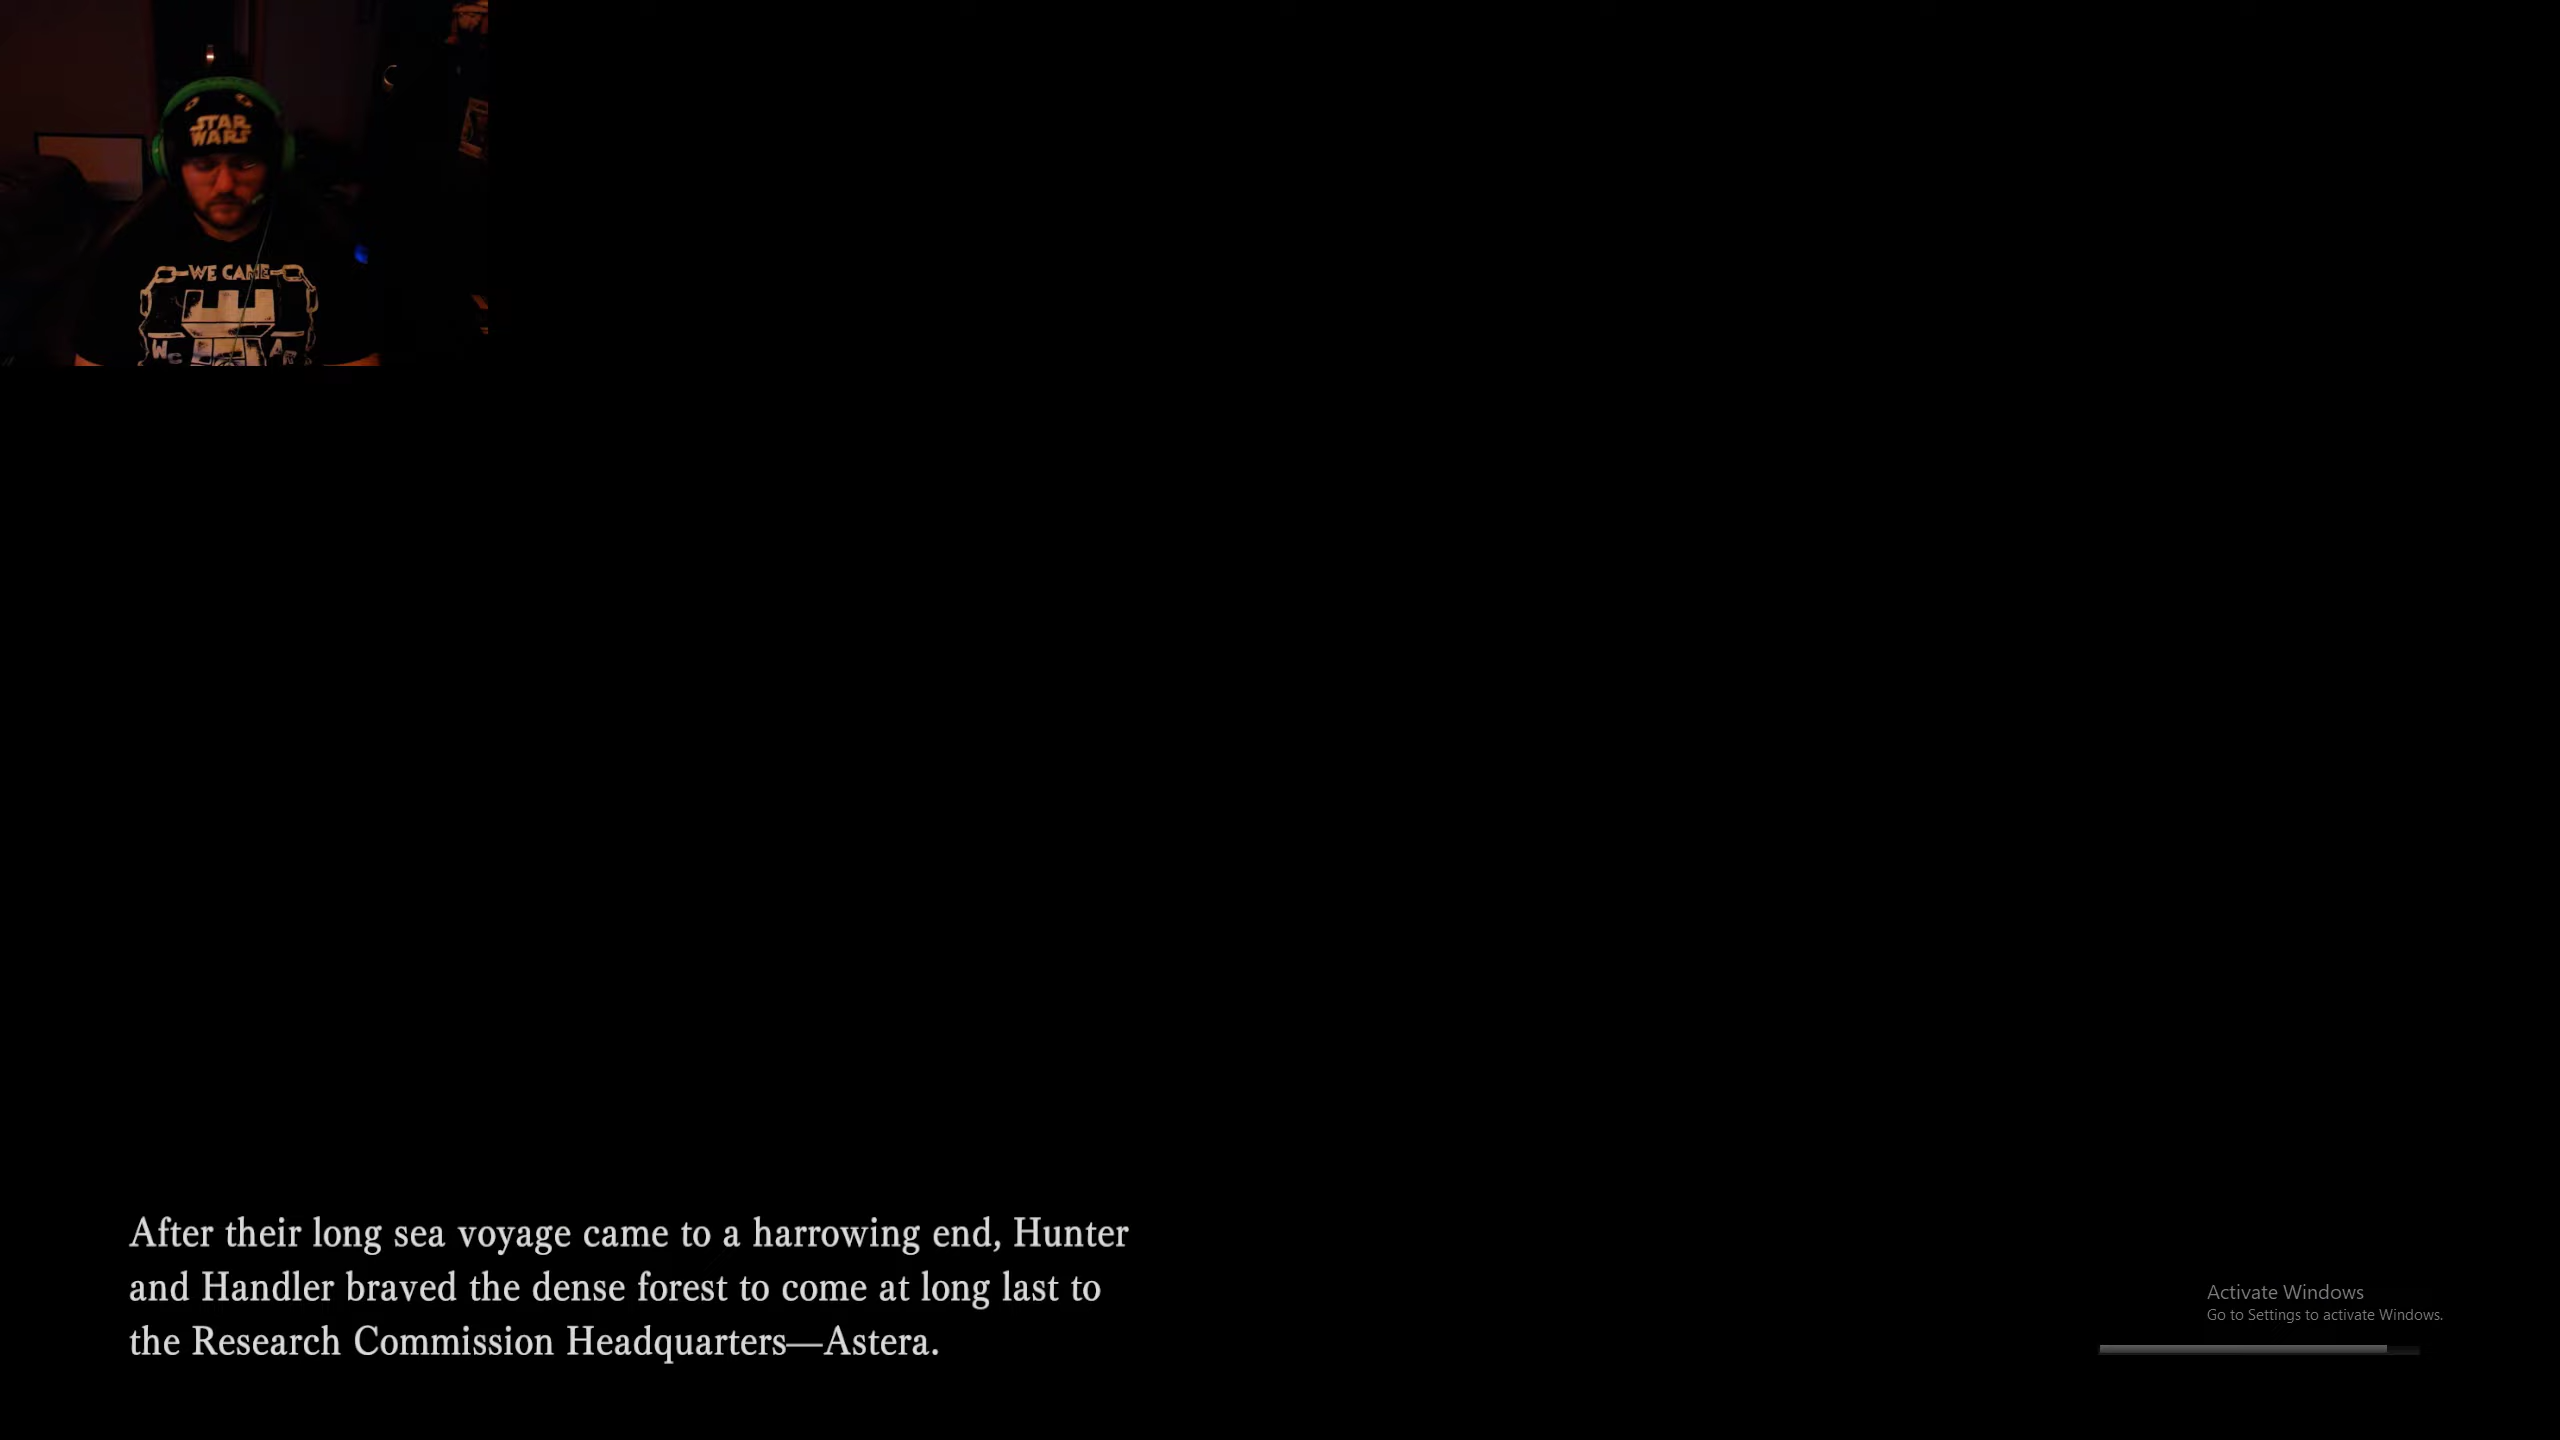 STAR
WARS
WE CAME
After their long sea voyage came to a harrowing end, Hunter
and Handler braved the dense forest to come at long last to
the Research Commission Headquarters—Astera.
Activate Windows
Go to Settings to activate Windows.